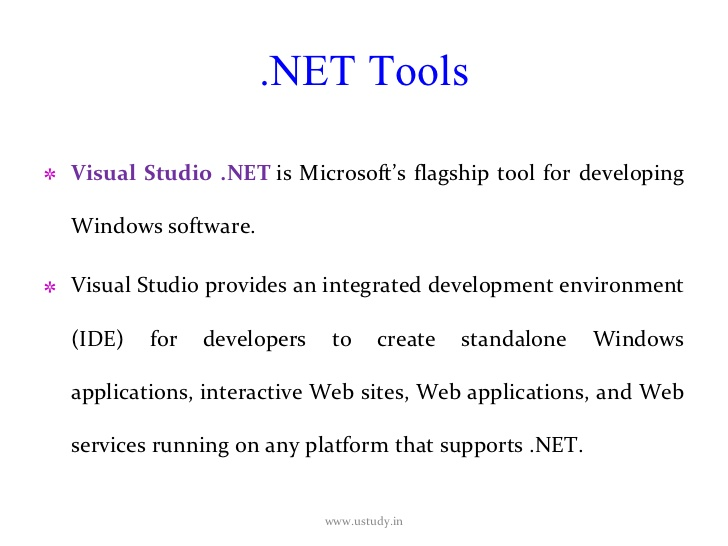 .NET Tools
Visual Studio .NET is Microsoft’s flagship tool for developing
Windows software.
Visual Studio provides an integrated development environment
(IDE) for developers to create standalone Windows
applications, interactive Web sites, Web applications, and Web
services running on any platform that supports .NET.
www.ustudy.in